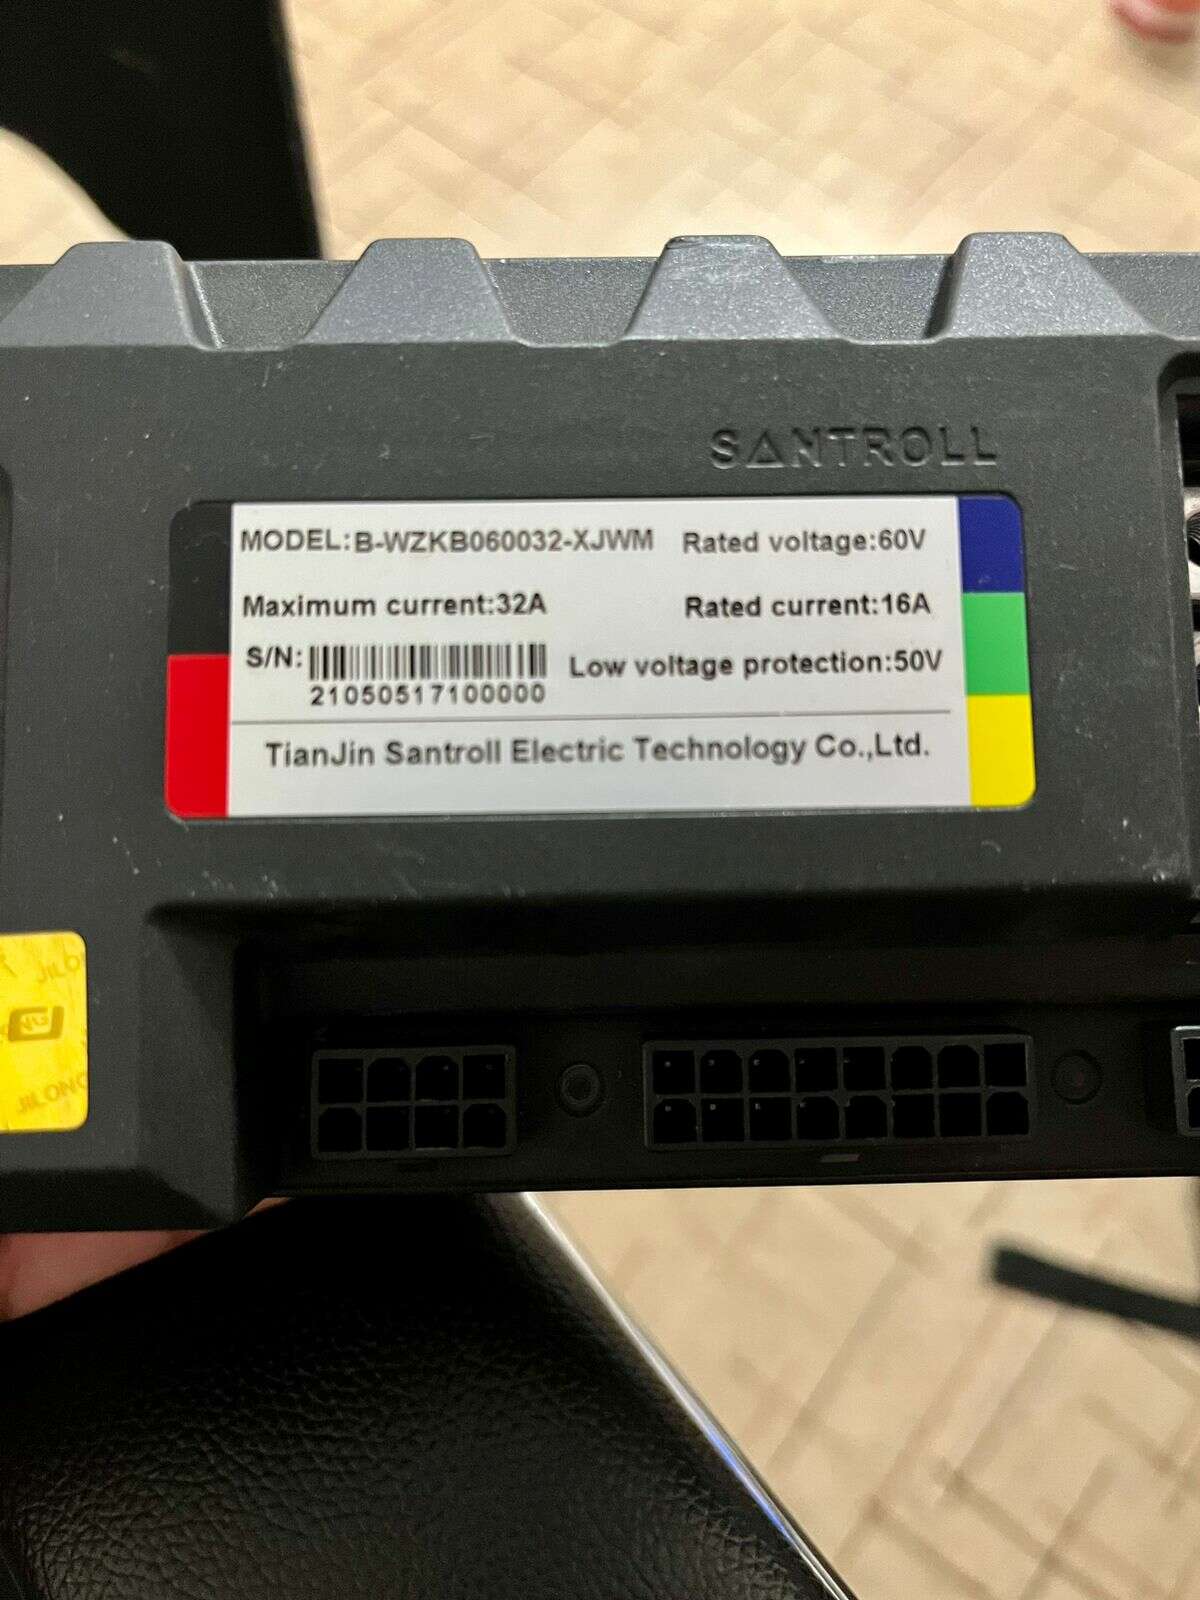 SANTROLL
MODEL:B-WZKB060032-XJWM Rated voltage:60V
Maximum current:32A Rated current:16A
S/N: Low voltage protection:50V
21050517100000
TianJin Santroll Electric Technology Co.,Ltd.
JILONG